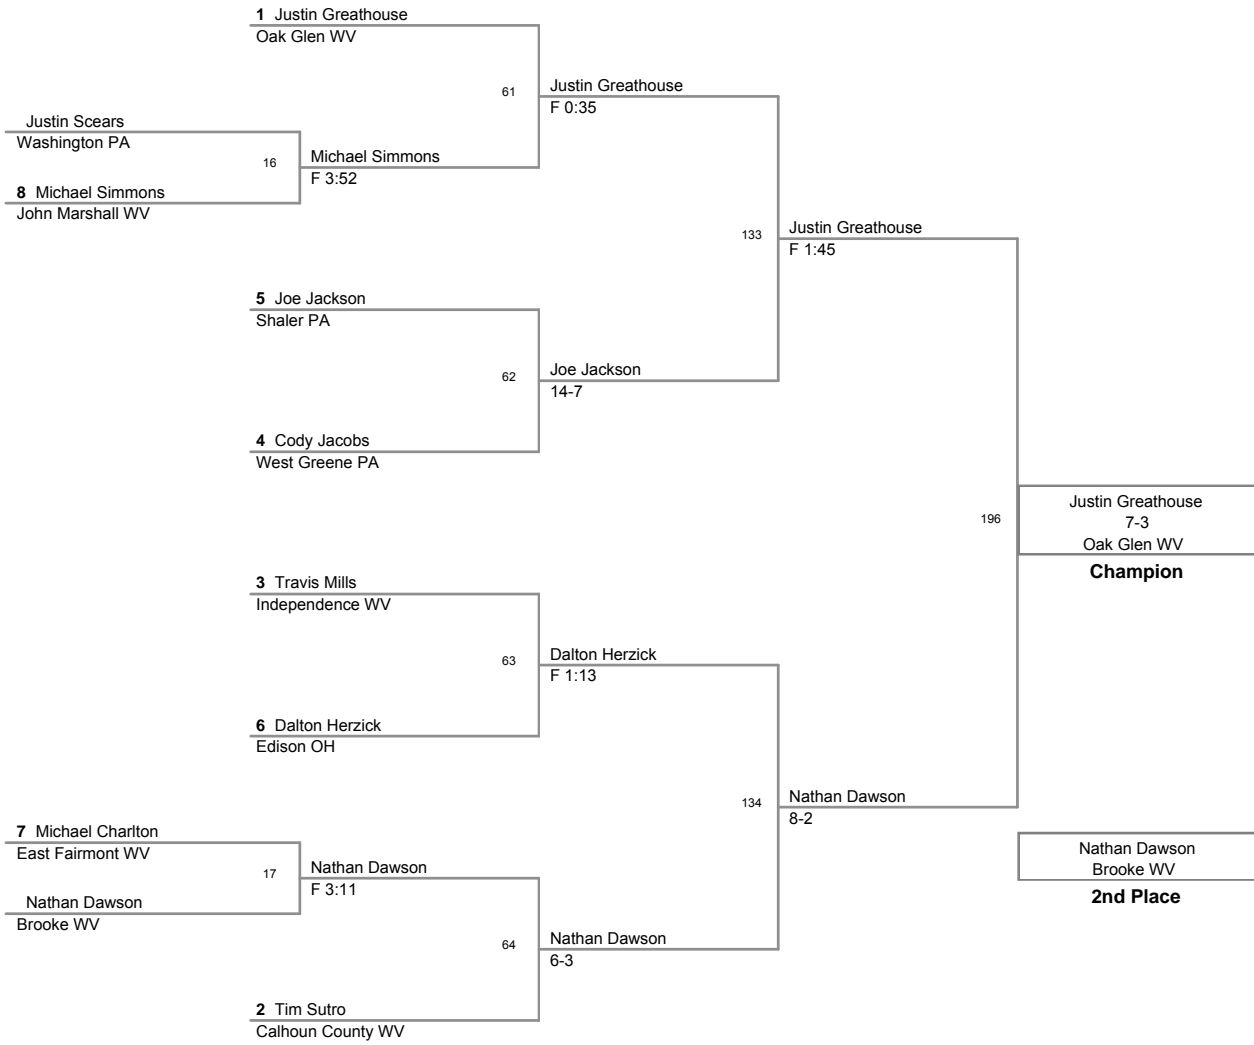 1 Justin Greathouse
Oak Glen WV
61
Justin Greathouse
F 0:35
Justin Scears
Washington PA
16
Michael Simmons
F 3:52
8 Michael Simmons
John Marshall WV
133
Justin Greathouse
F 1:45
5 Joe Jackson
Shaler PA
62
Joe Jackson
14-7
4 Cody Jacobs
West Greene PA
196
Justin Greathouse
7-3
Oak Glen WV
Champion
3 Travis Mills
Independence WV
63
Dalton Herzick
F 1:13
6 Dalton Herzick
Edison OH
134
Nathan Dawson
8-2
7 Michael Charlton
East Fairmont WV
17
Nathan Dawson
F 3:11
Nathan Dawson
Brooke WV
Nathan Dawson
Brooke WV
2nd Place
64
Nathan Dawson
6-3
2 Tim Sutro
Calhoun County WV